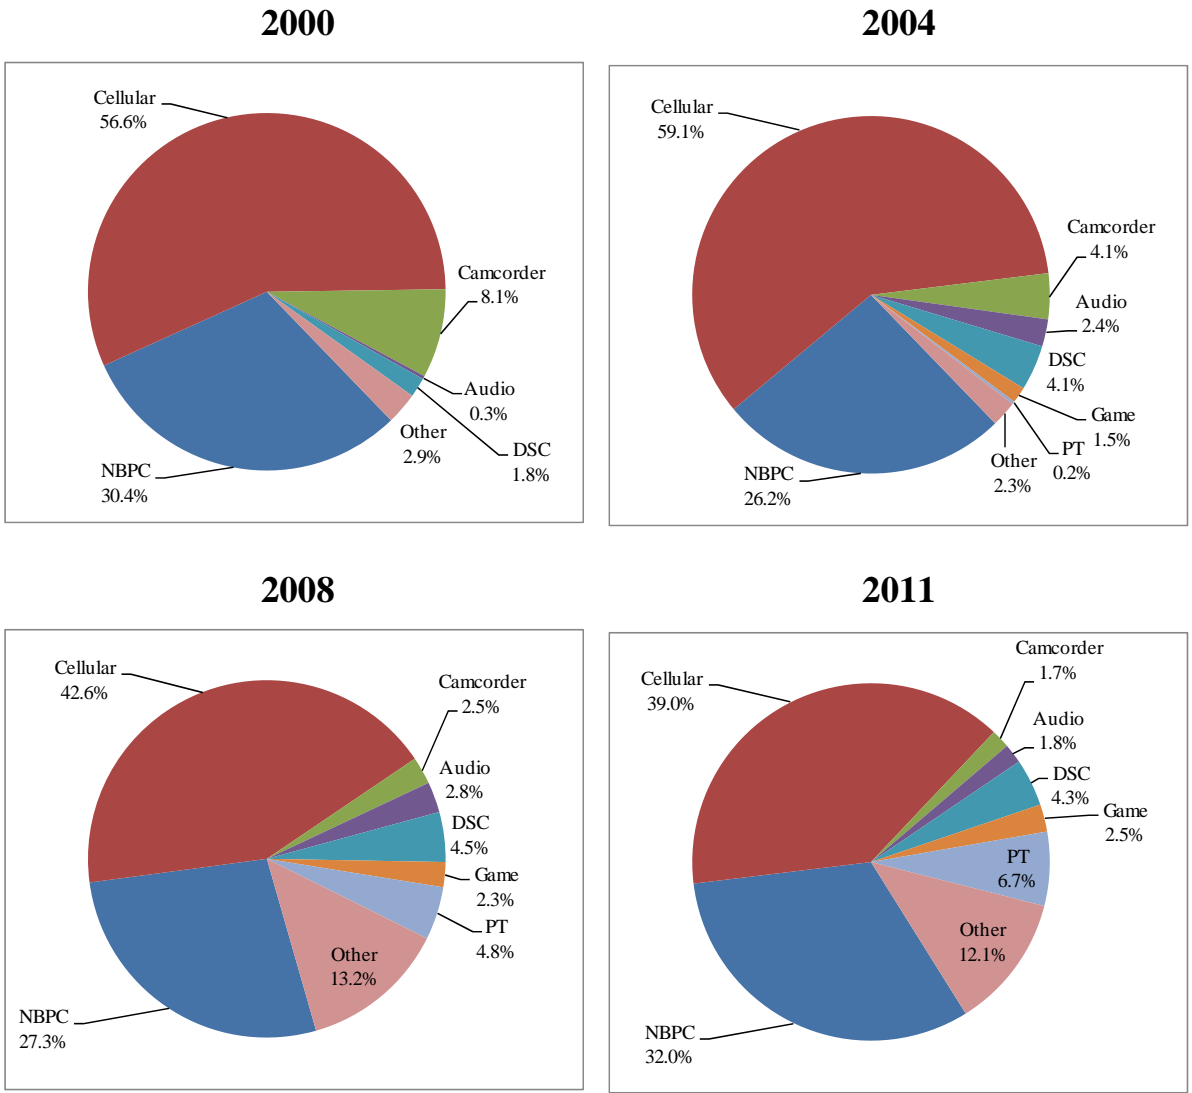 2000
Cellular
56.6%
Camcorder
8.1%
Audio
0.3%
DSC
1.8%
Other
2.9%
NBPC
30.4%
2004
Cellular
59.1%
Camcorder
4.1%
Audio
2.4%
DSC
4.1%
Game
1.5%
PT
0.2%
Other
2.3%
NBPC
26.2%
2008
Cellular
42.6%
Camcorder
2.5%
Audio
2.8%
DSC
4.5%
Game
2.3%
PT
4.8%
Other
13.2%
NBPC
27.3%
2011
Cellular
39.0%
Camcorder
1.7%
Audio
1.8%
DSC
4.3%
Game
2.5%
PT
6.7%
Other
12.1%
NBPC
32.0%